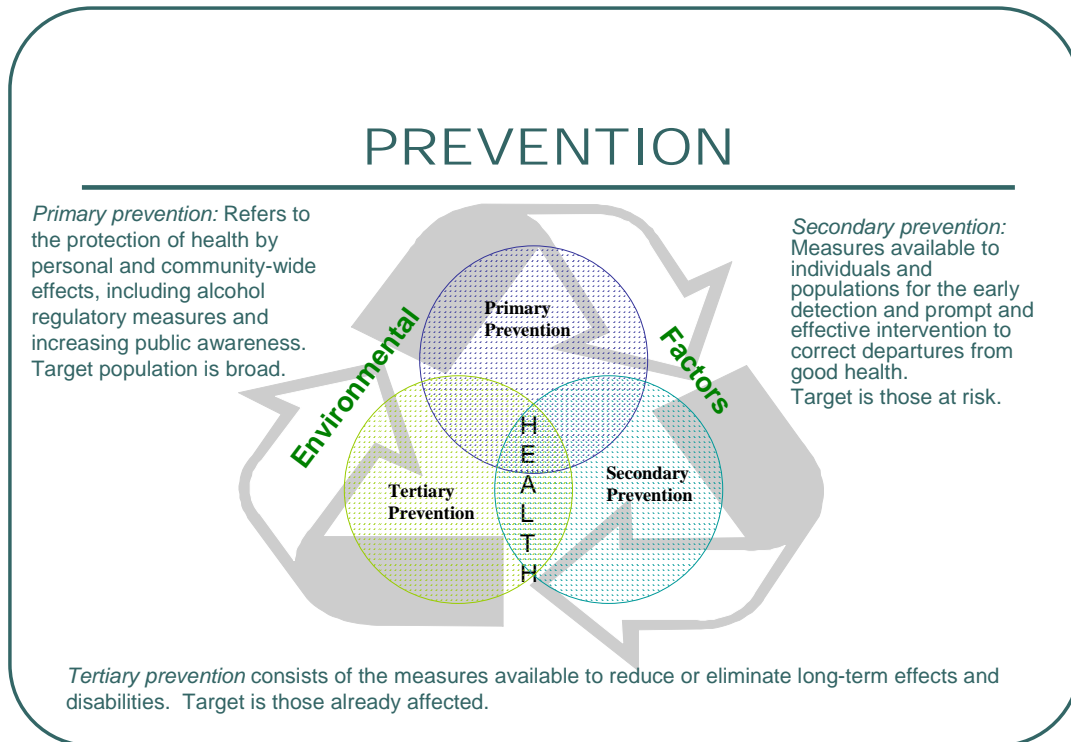 PREVENTION
Primary prevention: Refers to
the protection of health by
personal and community-wide
effects, including alcohol
regulatory measures and
increasing public awareness.
Target population is broad.
Secondary prevention:
Measures available to
individuals and
populations for the early
detection and prompt and
effective intervention to
correct departures from
good health.
Target is those at risk.
Environmental
Factors
Primary
Prevention
Tertiary
Prevention
Secondary
Prevention
H
E
A
L
T
H
Tertiary prevention consists of the measures available to reduce or eliminate long-term effects and
disabilities.  Target is those already affected.